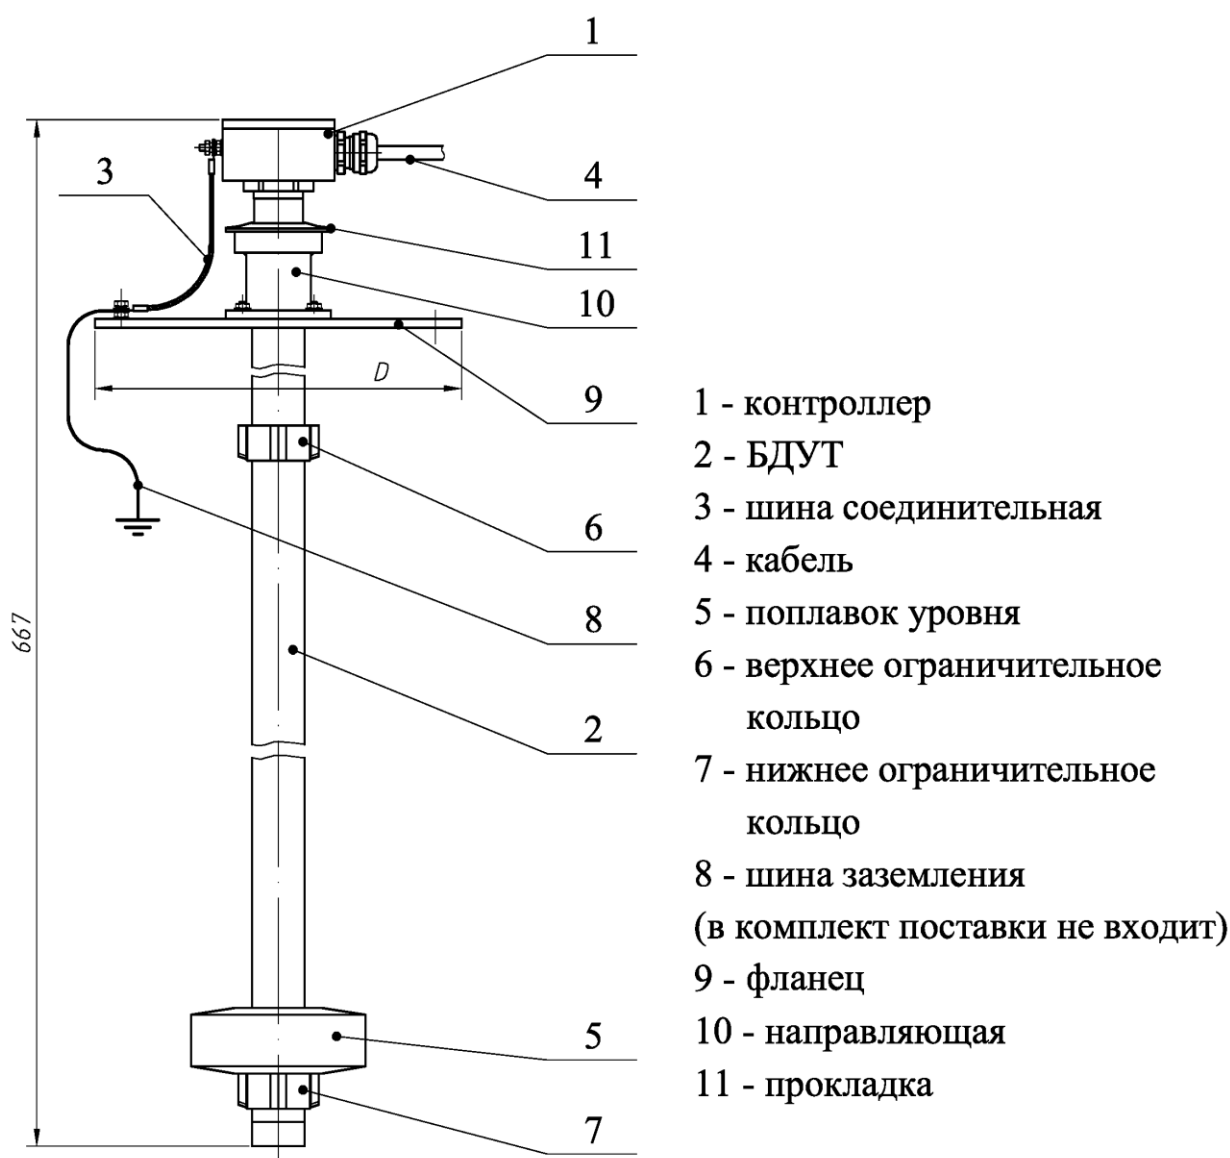 1
3
4
11
10
D
9
6
8
667
2
5
7
1 - контроллер
2 - БДУТ
3 - шина соединительная
4 - кабель
5 - поплавок уровня
6 - верхнее ограничительное
кольцо
7 - нижнее ограничительное
кольцо
8 - шина заземления
(в комплект поставки не входит)
9 - фланец
10 - направляющая
11 - прокладка